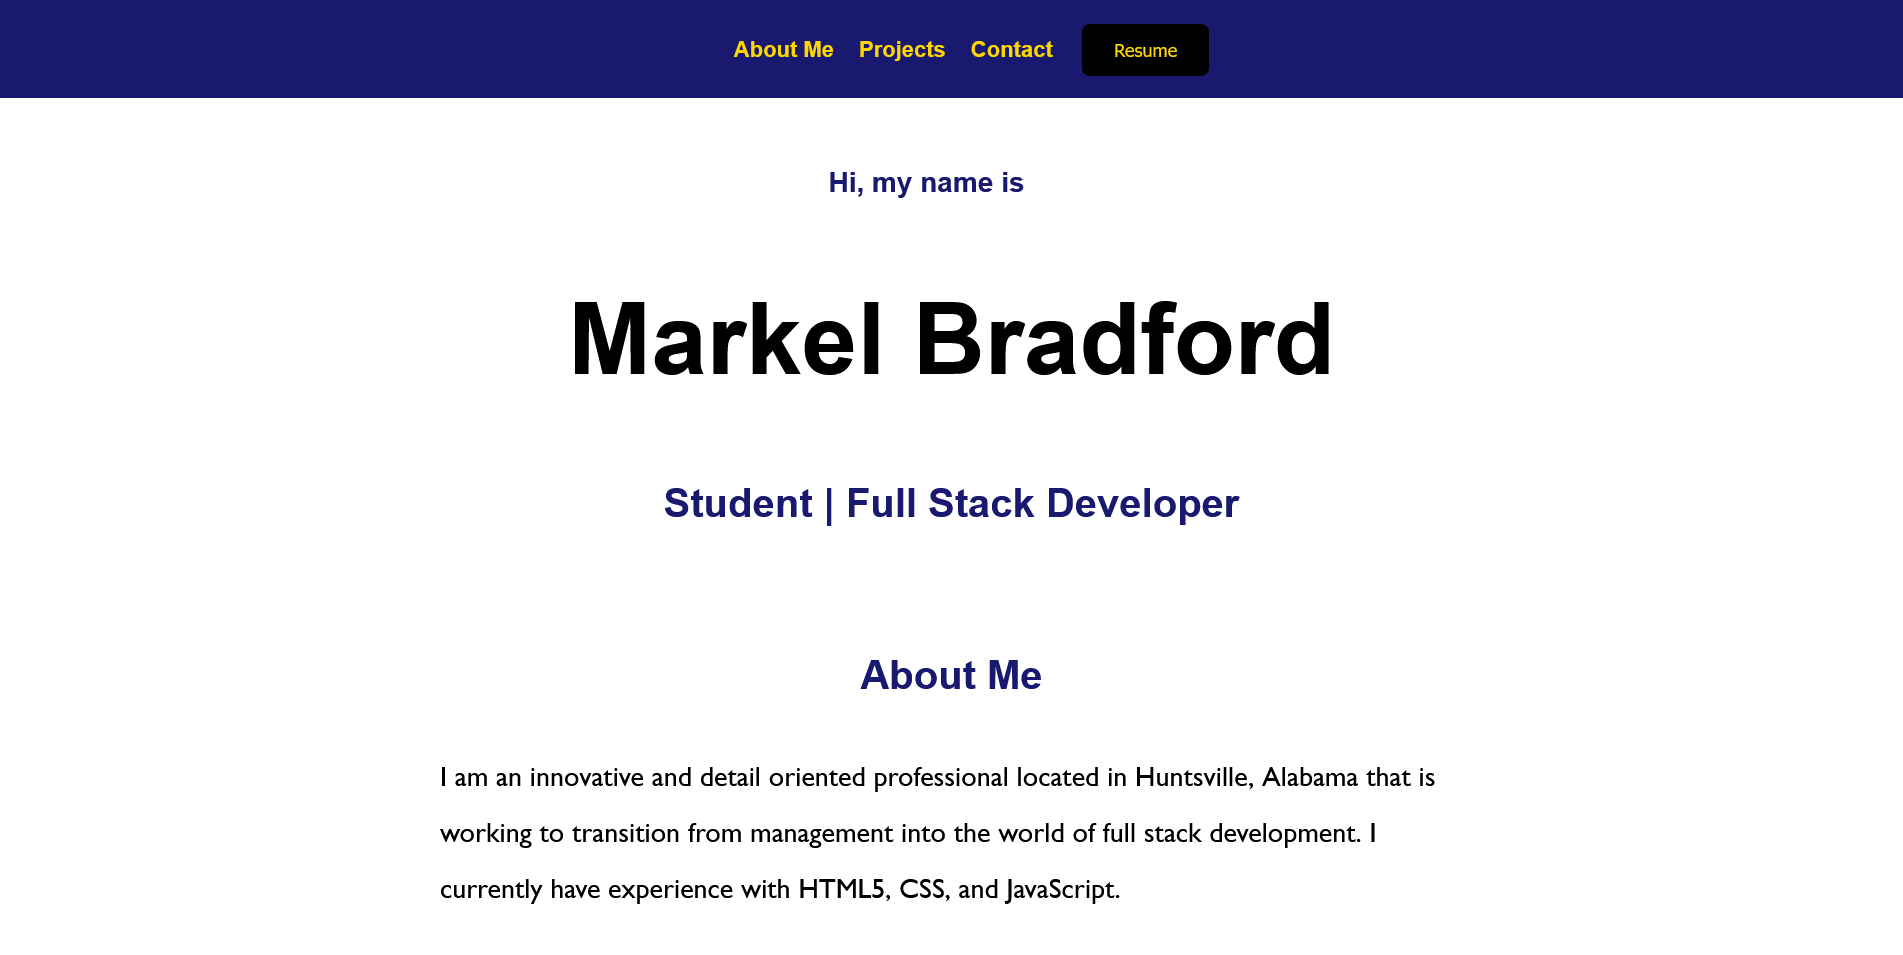 About Me Projects Contact Resume
Hi, my name is
Markel Bradford
Student | Full Stack Developer
About Me
I am an innovative and detail oriented professional located in Huntsville, Alabama that is
working to transition from management into the world of full stack development. I
currently have experience with HTML5, CSS, and JavaScript.